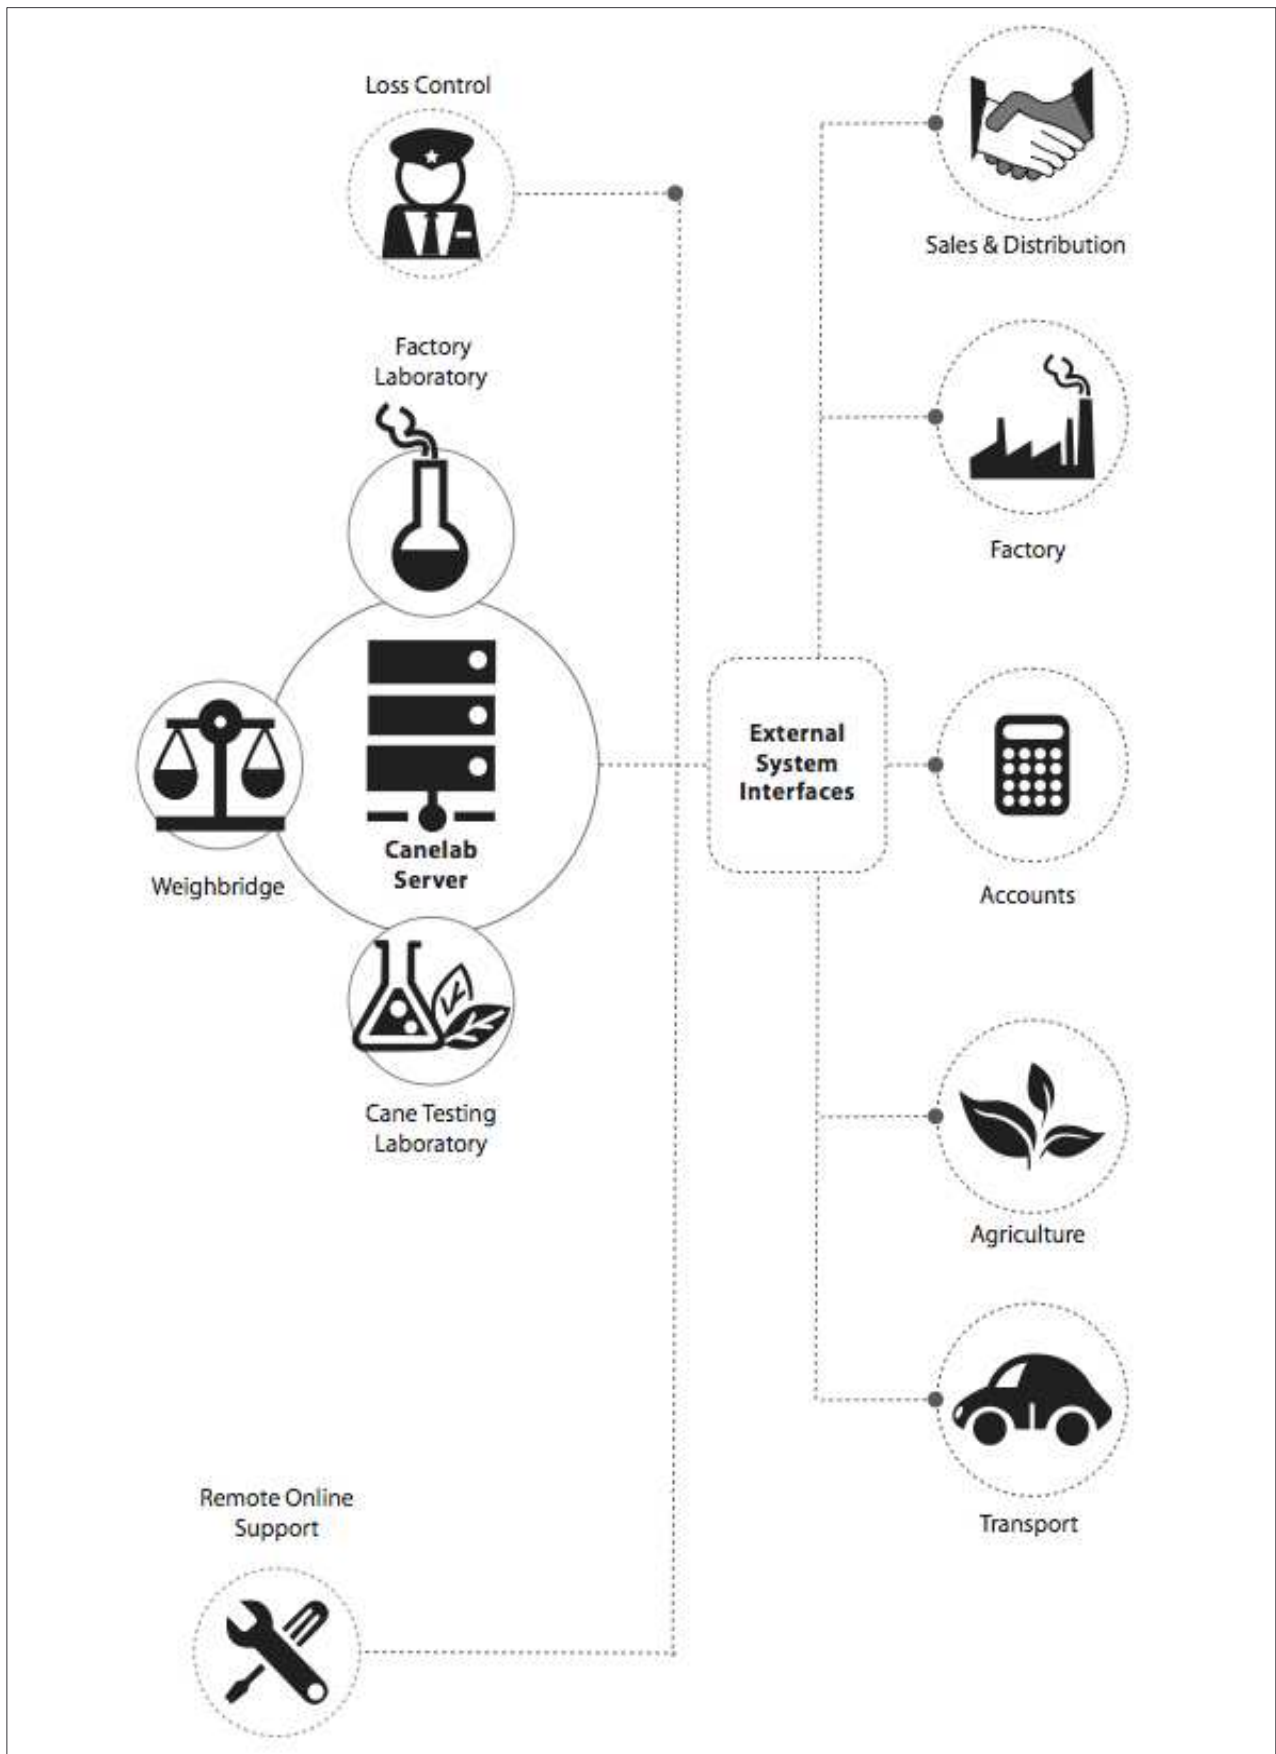 Loss Control
Factory
Laboratory
Canelab
Server
Weighbridge
Cane Testing
Laboratory
Remote Online
Support
External
System
Interfaces
Sales & Distribution
Factory
Accounts
Agriculture
Transport